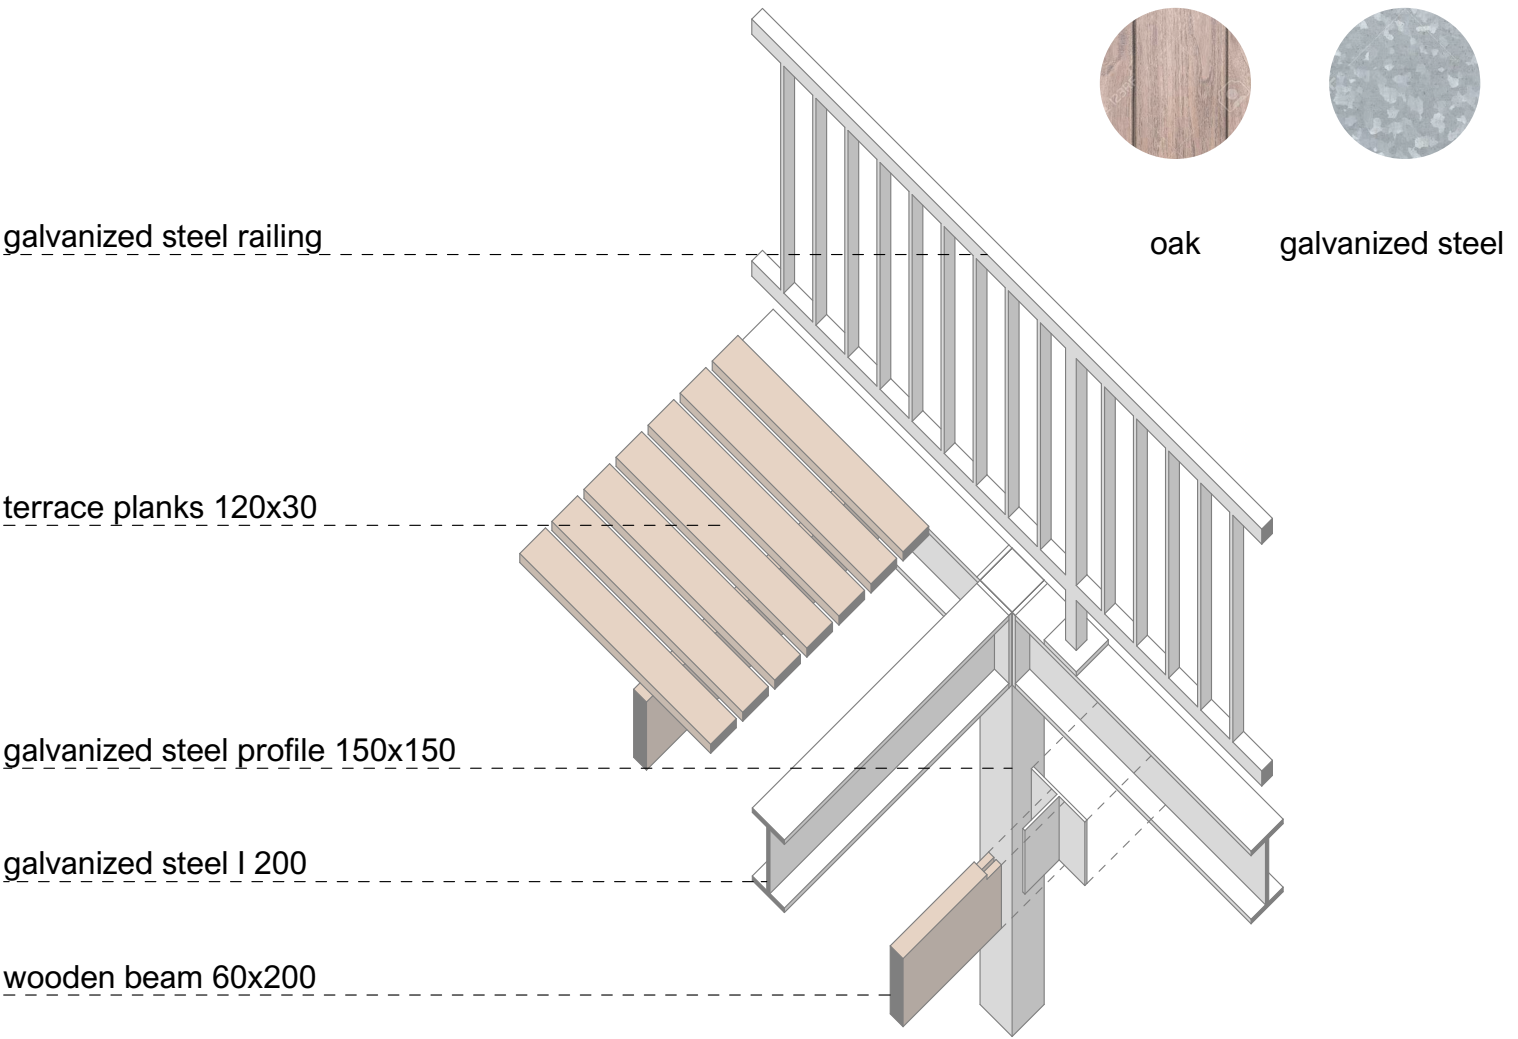 oak
galvanized steel
galvanized steel railing
terrace planks 120x30
galvanized steel profile 150x150
galvanized steel I 200
wooden beam 60x200